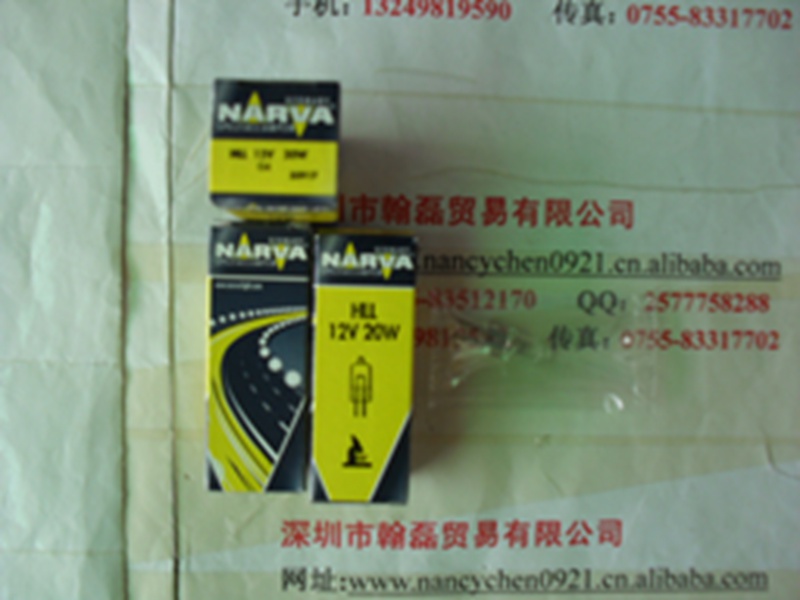 手机：13249819590 传真：0755-83317702
NARVA
HLL 12V 20W
G4
圳市翰磊贸易有限公司
.nancychen0921.cn.alibaba.com
NARVA
NARVA
-83512170 QQ：2577758288
HLL
12V 20W
传真：0755-83317702
深圳市翰磊贸易有限公司
网址:www.nancychen0921.cn.alibaba.com